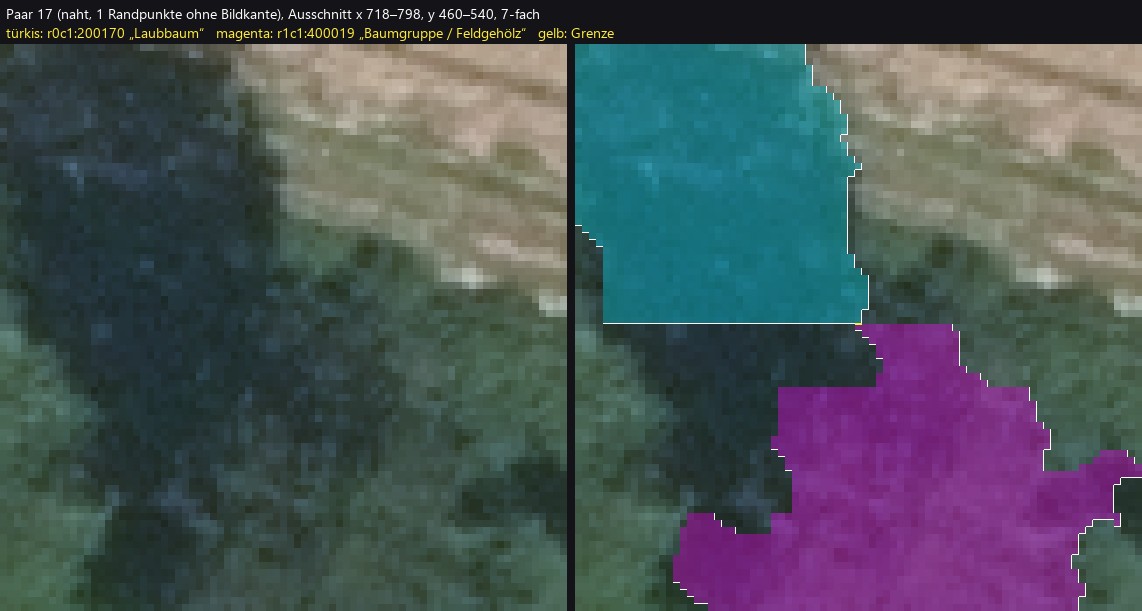 Paar 17 (naht, 1 Randpunkte ohne Bildkante), Ausschnitt x 718–798, y 460–540, 7-fach
türkis: r0c1:200170 „Laubbaum“ magenta: r1c1:400019 „Baumgruppe / Feldgehölz“ gelb: Grenze